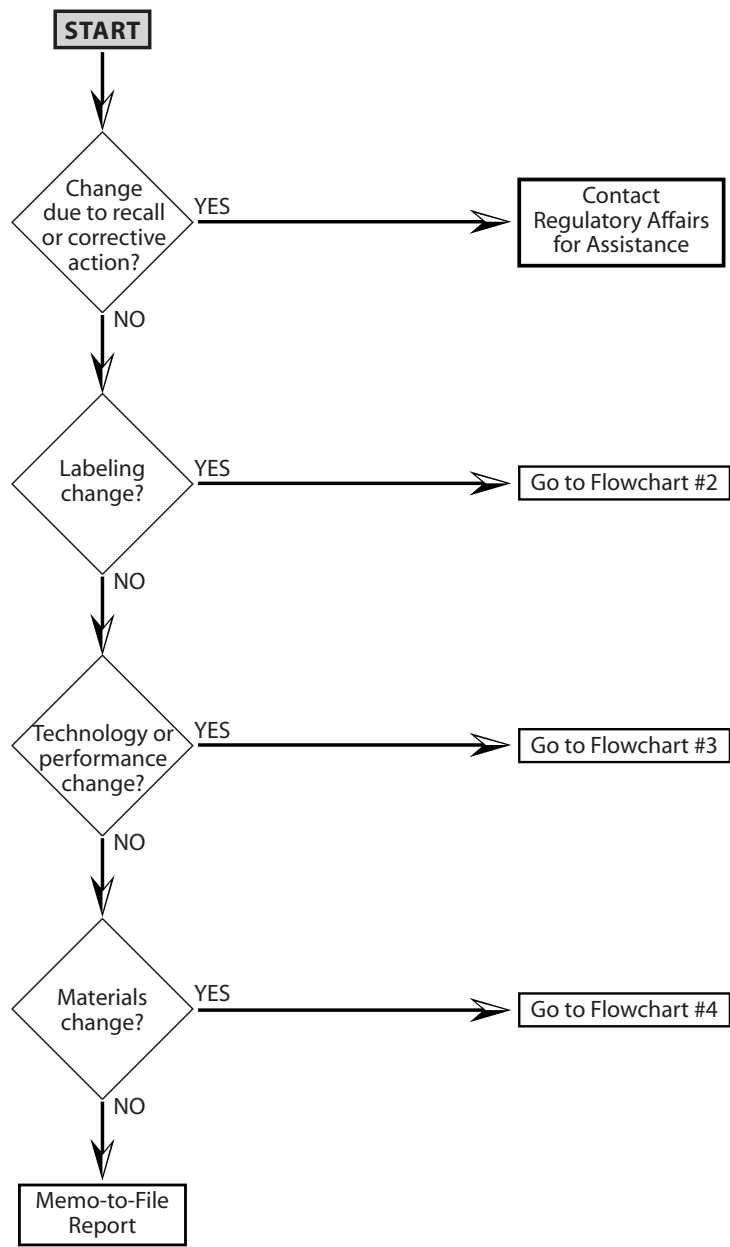 START
Change
due to recall
or corrective
action?
YES
Contact
Regulatory Affairs
for Assistance
NO
Labeling
change?
YES
Go to Flowchart #2
NO
Technology or
performance
change?
YES
Go to Flowchart #3
NO
Materials
change?
YES
Go to Flowchart #4
NO
Memo-to-File
Report